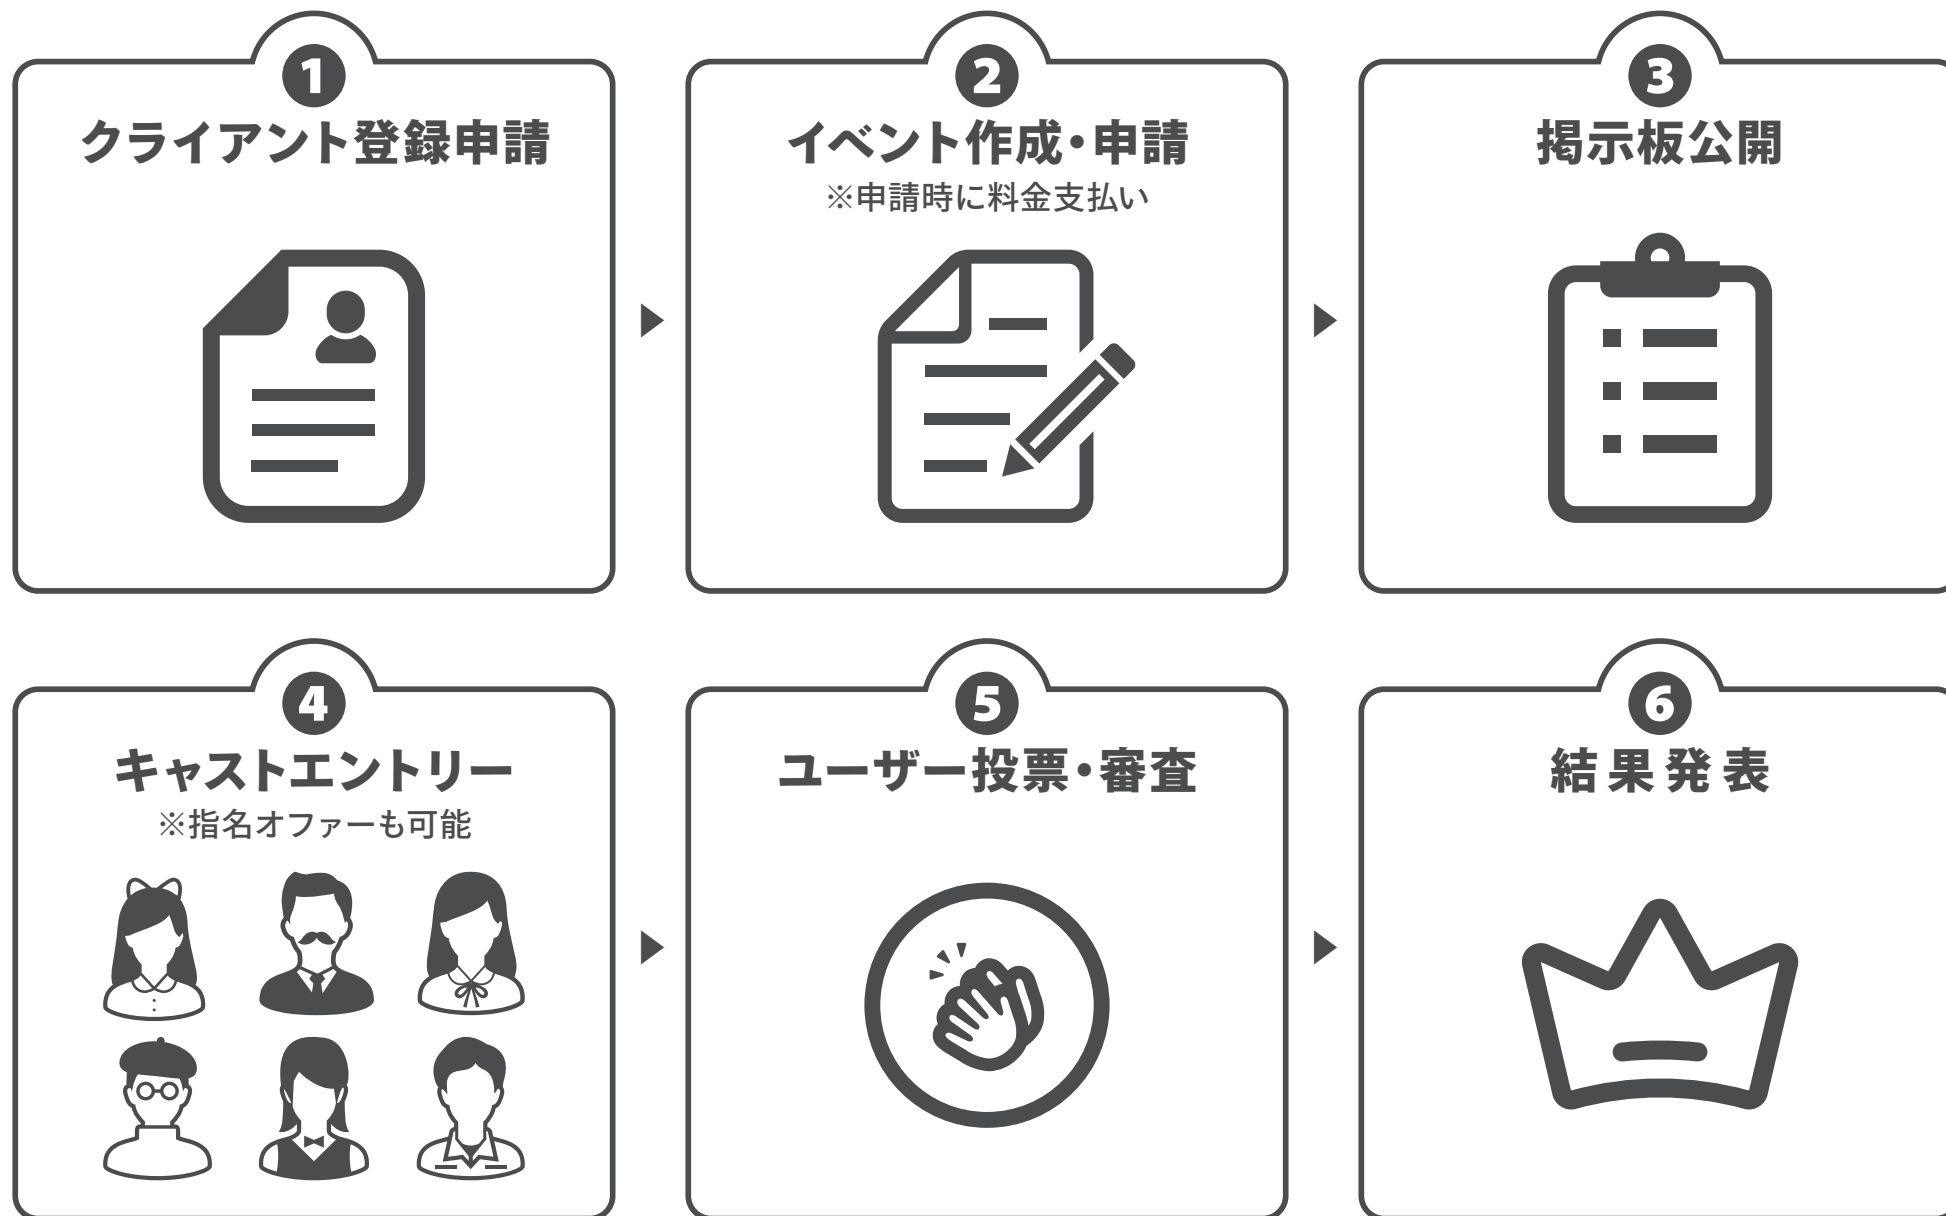 1
クライアント登録申請
2
イベント作成・申請
※申請時に料金支払い
3
掲示板公開
4
キャストエントリー
※指名オファーも可能
5
ユーザー投票・審査
6
結果発表